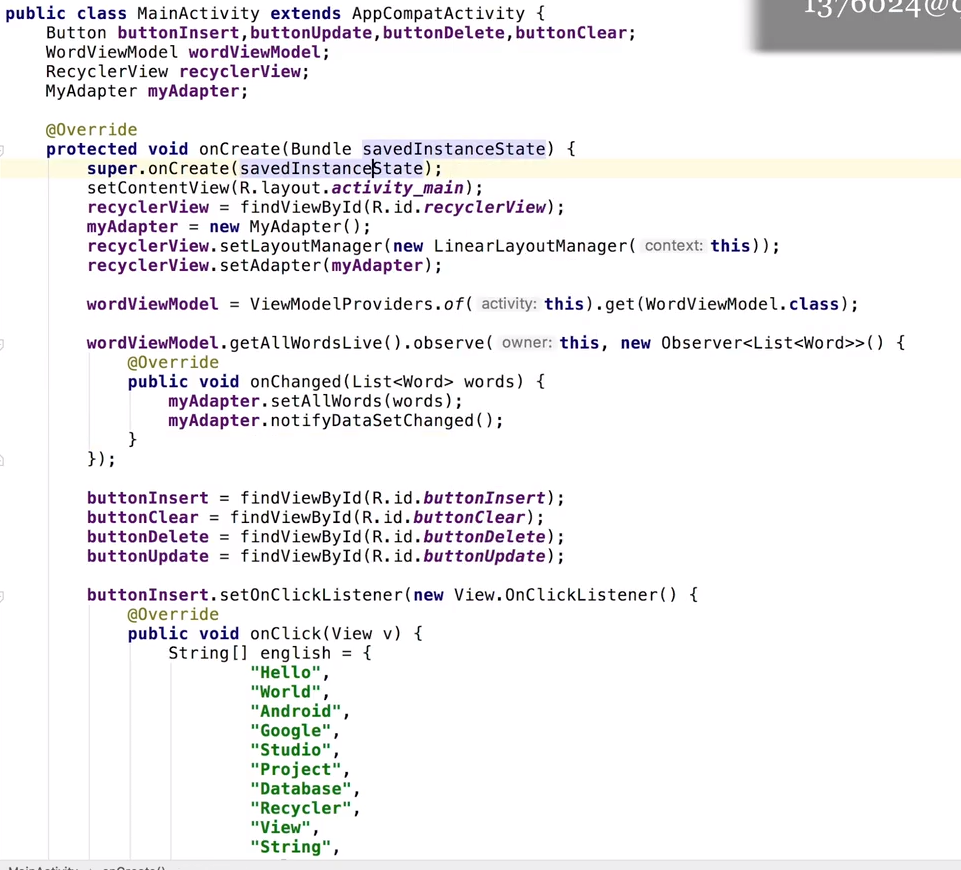 public class MainActivity extends AppCompatActivity {
1376024@
Button buttonInsert,buttonUpdate,buttonDelete,buttonClear;
WordViewModel wordViewModel;
RecyclerView recyclerView;
MyAdapter myAdapter;
@Override
protected void onCreate(Bundle savedInstanceState) {
super.onCreate(savedInstanceState);
setContentView(R.layout.activity_main);
recyclerView = findViewById(R.id.recyclerView);
myAdapter = new MyAdapter();
recyclerView.setLayoutManager(new LinearLayoutManager( context: this));
recyclerView.setAdapter(myAdapter);
wordViewModel = ViewModelProviders.of( activity: this).get(WordViewModel.class);
wordViewModel.getAllWordsLive().observe( owner: this, new Observer<List<Word>>() {
@Override
public void onChanged(List<Word> words) {
myAdapter.setAllWords(words);
myAdapter.notifyDataSetChanged();
}
});
buttonInsert = findViewById(R.id.buttonInsert);
buttonClear = findViewById(R.id.buttonClear);
buttonDelete = findViewById(R.id.buttonDelete);
buttonUpdate = findViewById(R.id.buttonUpdate);
buttonInsert.setOnClickListener(new View.OnClickListener() {
@Override
public void onClick(View v) {
String[] english = {
"Hello",
"World",
"Android",
"Google",
"Studio",
"Project",
"Database",
"Recycler",
"View",
"String",